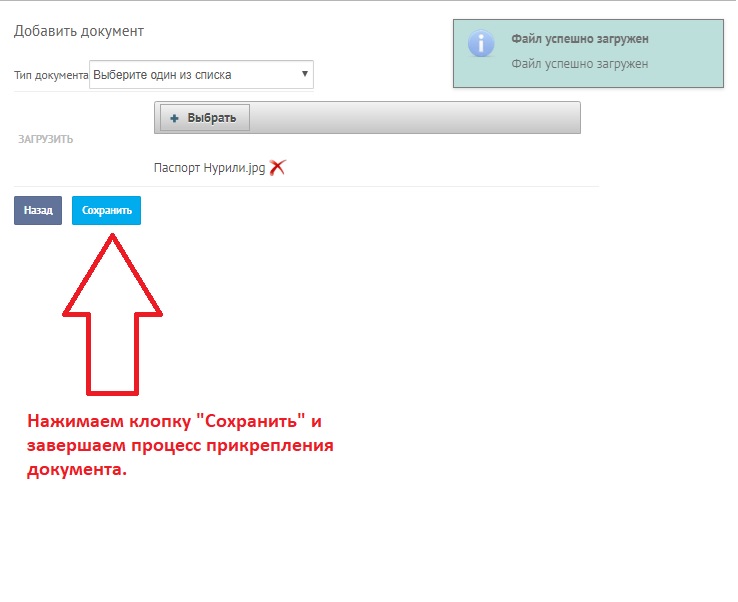 Добавить документ
Файл успешно загружен
Файл успешно загружен
Тип документа Выберите один из списка
Выбрать
ЗАГРУЗИТЬ
Паспорт Нурили.jpg
Назад Сохранить
Нажимаем клопку "Сохранить" и
завершаем процесс прикрепления
документа.